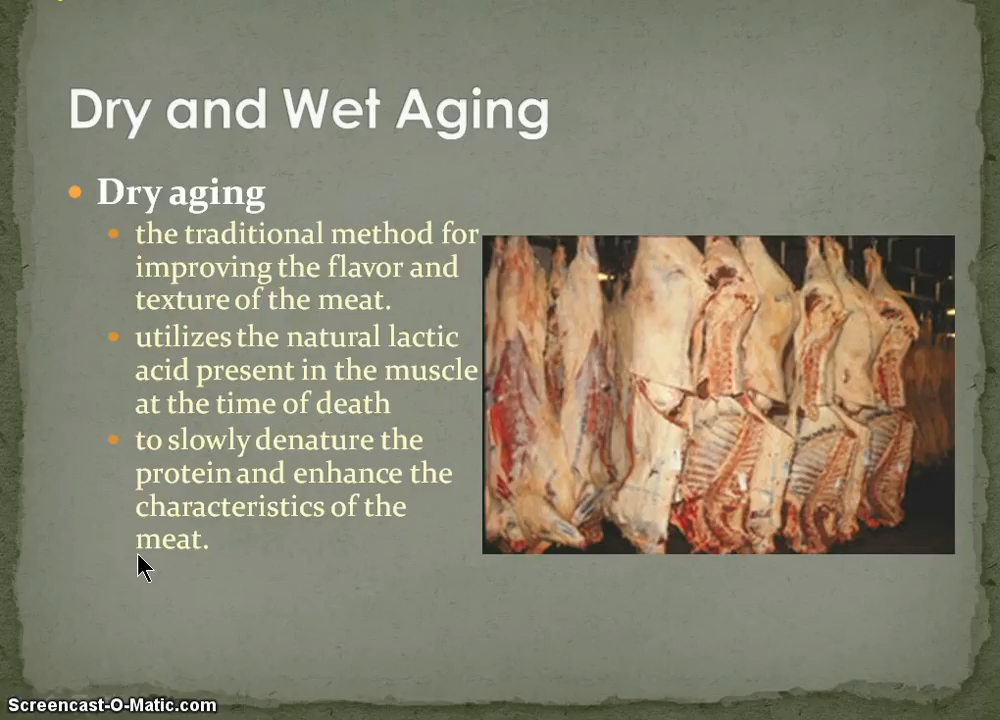 Dry and Wet Aging
Dry aging
the traditional method for
improving the flavor and
texture of the meat.
utilizes the natural lactic
acid present in the muscle
at the time of death
to slowly denature the
protein and enhance the
characteristics of the
meat.
Screencast-O-Matic.com